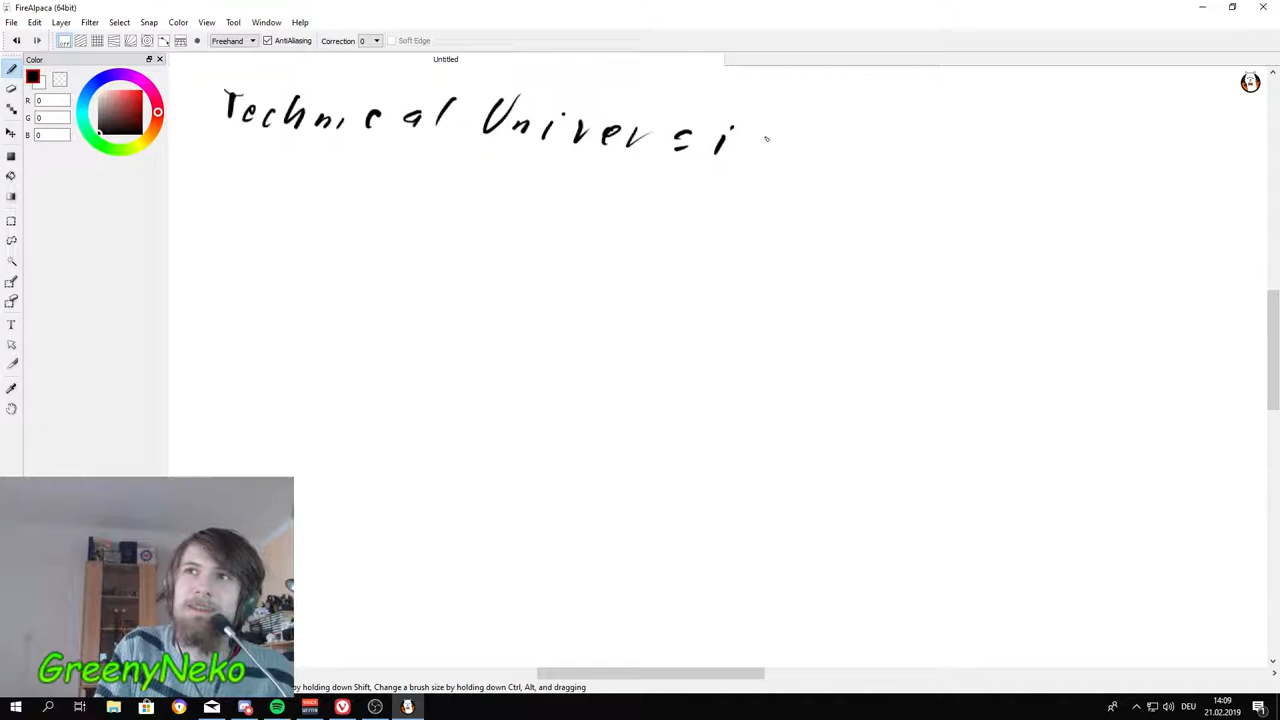 FireAlpaca (64bit)
File Edit Layer Filter Select Snap Color View Tool Window Help
off Freehand AntiAliasing Correction 0 Soft Edge
Color
Untitled
R 0
G 0
B 0
Technical Universi
GreenyNeko
by holding down Shift, Change a brush size by holding down Ctrl, Alt, and dragging
DEU
14:09
21.02.2019